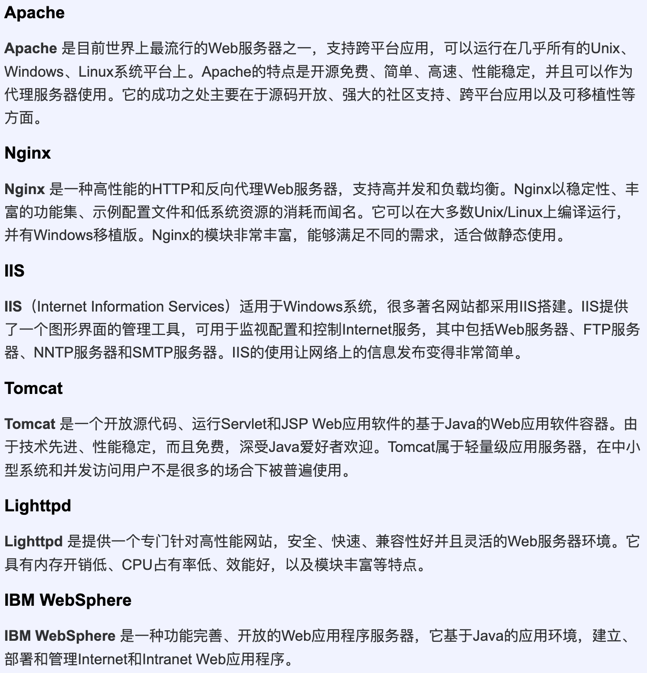 Apache
Apache 是目前世界上最流行的Web服务器之一，支持跨平台应用，可以运行在几乎所有的Unix、
Windows、Linux系统平台上。Apache的特点是开源免费、简单、高速、性能稳定，并且可以作为
代理服务器使用。它的成功之处主要在于源码开放、强大的社区支持、跨平台应用以及可移植性等
方面。
Nginx
Nginx 是一种高性能的HTTP和反向代理Web服务器，支持高并发和负载均衡。Nginx以稳定性、丰
富的功能集、示例配置文件和低系统资源的消耗而闻名。它可以在大多数Unix/Linux上编译运行，
并有Windows移植版。Nginx的模块非常丰富，能够满足不同的需求，适合做静态使用。
IIS
IIS（Internet Information Services）适用于Windows系统，很多著名网站都采用IIS搭建。IIS提供
了一个图形界面的管理工具，可用于监视配置和控制Internet服务，其中包括Web服务器、FTP服务
器、NNTP服务器和SMTP服务器。IIS的使用让网络上的信息发布变得非常简单。
Tomcat
Tomcat 是一个开放源代码、运行Servlet和JSP Web应用软件的基于Java的Web应用软件容器。由
于技术先进、性能稳定，而且免费，深受Java爱好者欢迎。Tomcat属于轻量级应用服务器，在中小
型系统和并发访问用户不是很多的场合下被普遍使用。
Lighttpd
Lighttpd 是提供一个专门针对高性能网站，安全、快速、兼容性好并且灵活的Web服务器环境。它
具有内存开销低、CPU占有率低、效能好，以及模块丰富等特点。
IBM WebSphere
IBM WebSphere 是一种功能完善、开放的Web应用程序服务器，它基于Java的应用环境，建立、
部署和管理Internet和Intranet Web应用程序。